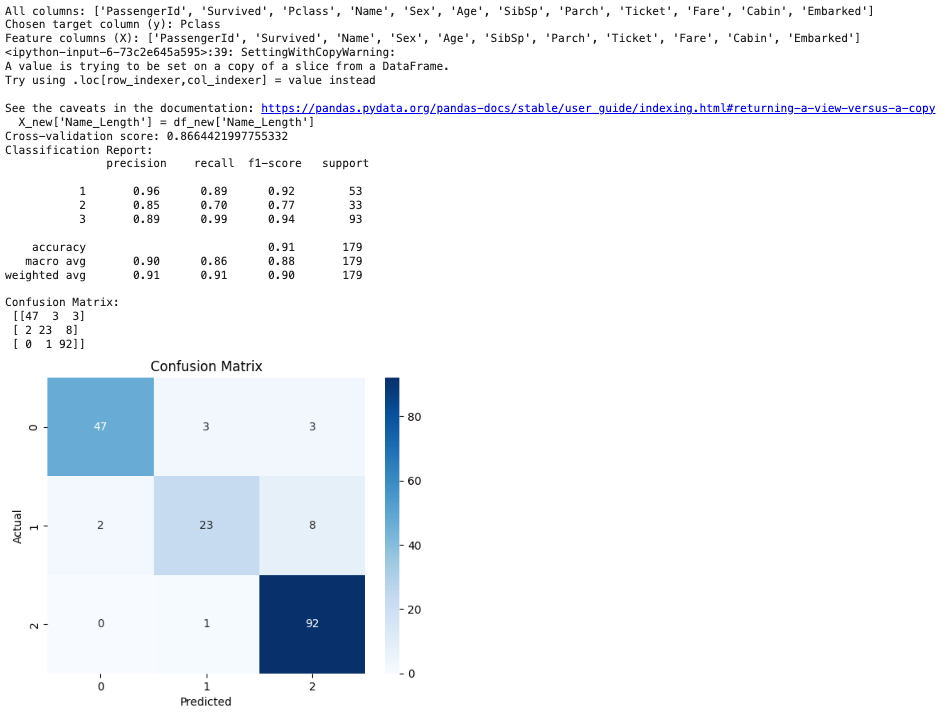 All columns: ['PassengerId', 'Survived', 'Pclass', 'Name', 'Sex', 'Age', 'SibSp', 'Parch', 'Ticket', 'Fare', 'Cabin', 'Embarked']
Chosen target column (y): Pclass
Feature columns (X): ['PassengerId', 'Survived', 'Name', 'Sex', 'Age', 'SibSp', 'Parch', 'Ticket', 'Fare', 'Cabin', 'Embarked']
<ipython-input-6-73c2e645a595>:39: SettingWithCopyWarning:
A value is trying to be set on a copy of a slice from a DataFrame.
Try using .loc[row_indexer,col_indexer] = value instead
See the caveats in the documentation: https://pandas.pydata.org/pandas-docs/stable/user_guide/indexing.html#returning-a-view-versus-a-copy
X_new['Name_Length'] = df_new['Name_Length']
Cross-validation score: 0.8664421997755332
Classification Report:
precision recall f1-score support
1 0.96 0.89 0.92 53
2 0.85 0.70 0.77 33
3 0.89 0.99 0.94 93
accuracy 0.91 179
macro avg 0.90 0.86 0.88 179
weighted avg 0.91 0.91 0.90 179
Confusion Matrix:
[[47 3 3]
[ 2 23 8]
[ 0 1 92]]
Confusion Matrix
0 47 3 3
1 2 23 8
2 0 1 92
0 1 2
Predicted
Actual
80
60
40
20
0